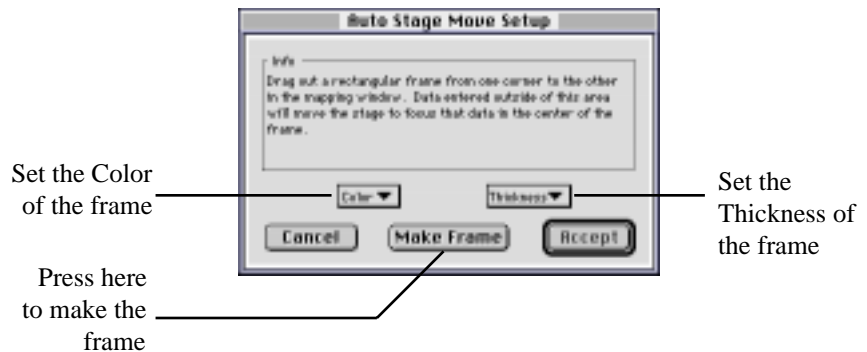 Auto Stage Move Setup
Info
Drag out a rectangular frame from one corner to the other
in the mapping window. Data entered outside of this area
will move the stage to focus that data in the center of the
frame.
Set the Color
of the frame
Color
Thickness
Set the
Thickness of
the frame
Cancel
Make Frame
Accept
Press here
to make the
frame